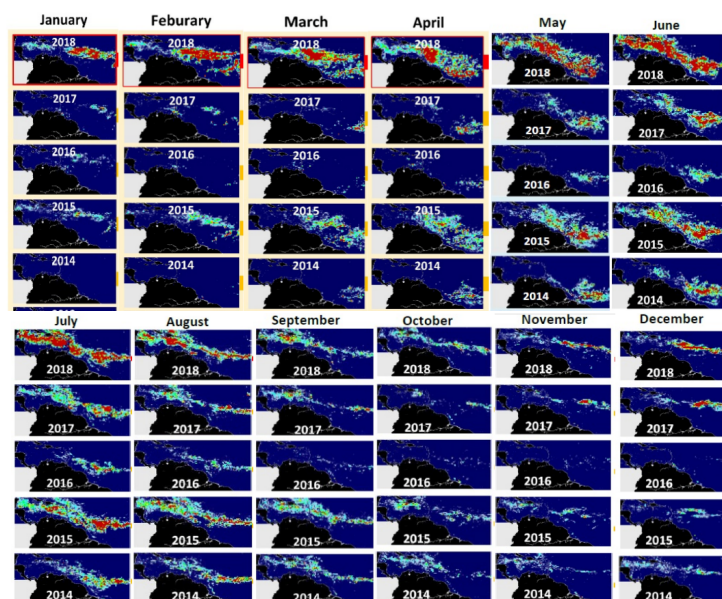 January Feburary March April May June
2018 2018 2018 2018 2018 2018
2017 2017 2017 2017 2017 2017
2016 2016 2016 2016 2016 2016
2015 2015 2015 2015 2015 2015
2014 2014 2014 2014 2014 2014
July August September October November December
2018 2018 2018 2018 2018 2018
2017 2017 2017 2017 2017 2017
2016 2016 2016 2016 2016 2016
2015 2015 2015 2015 2015 2015
2014 2014 2014 2014 2014 2014